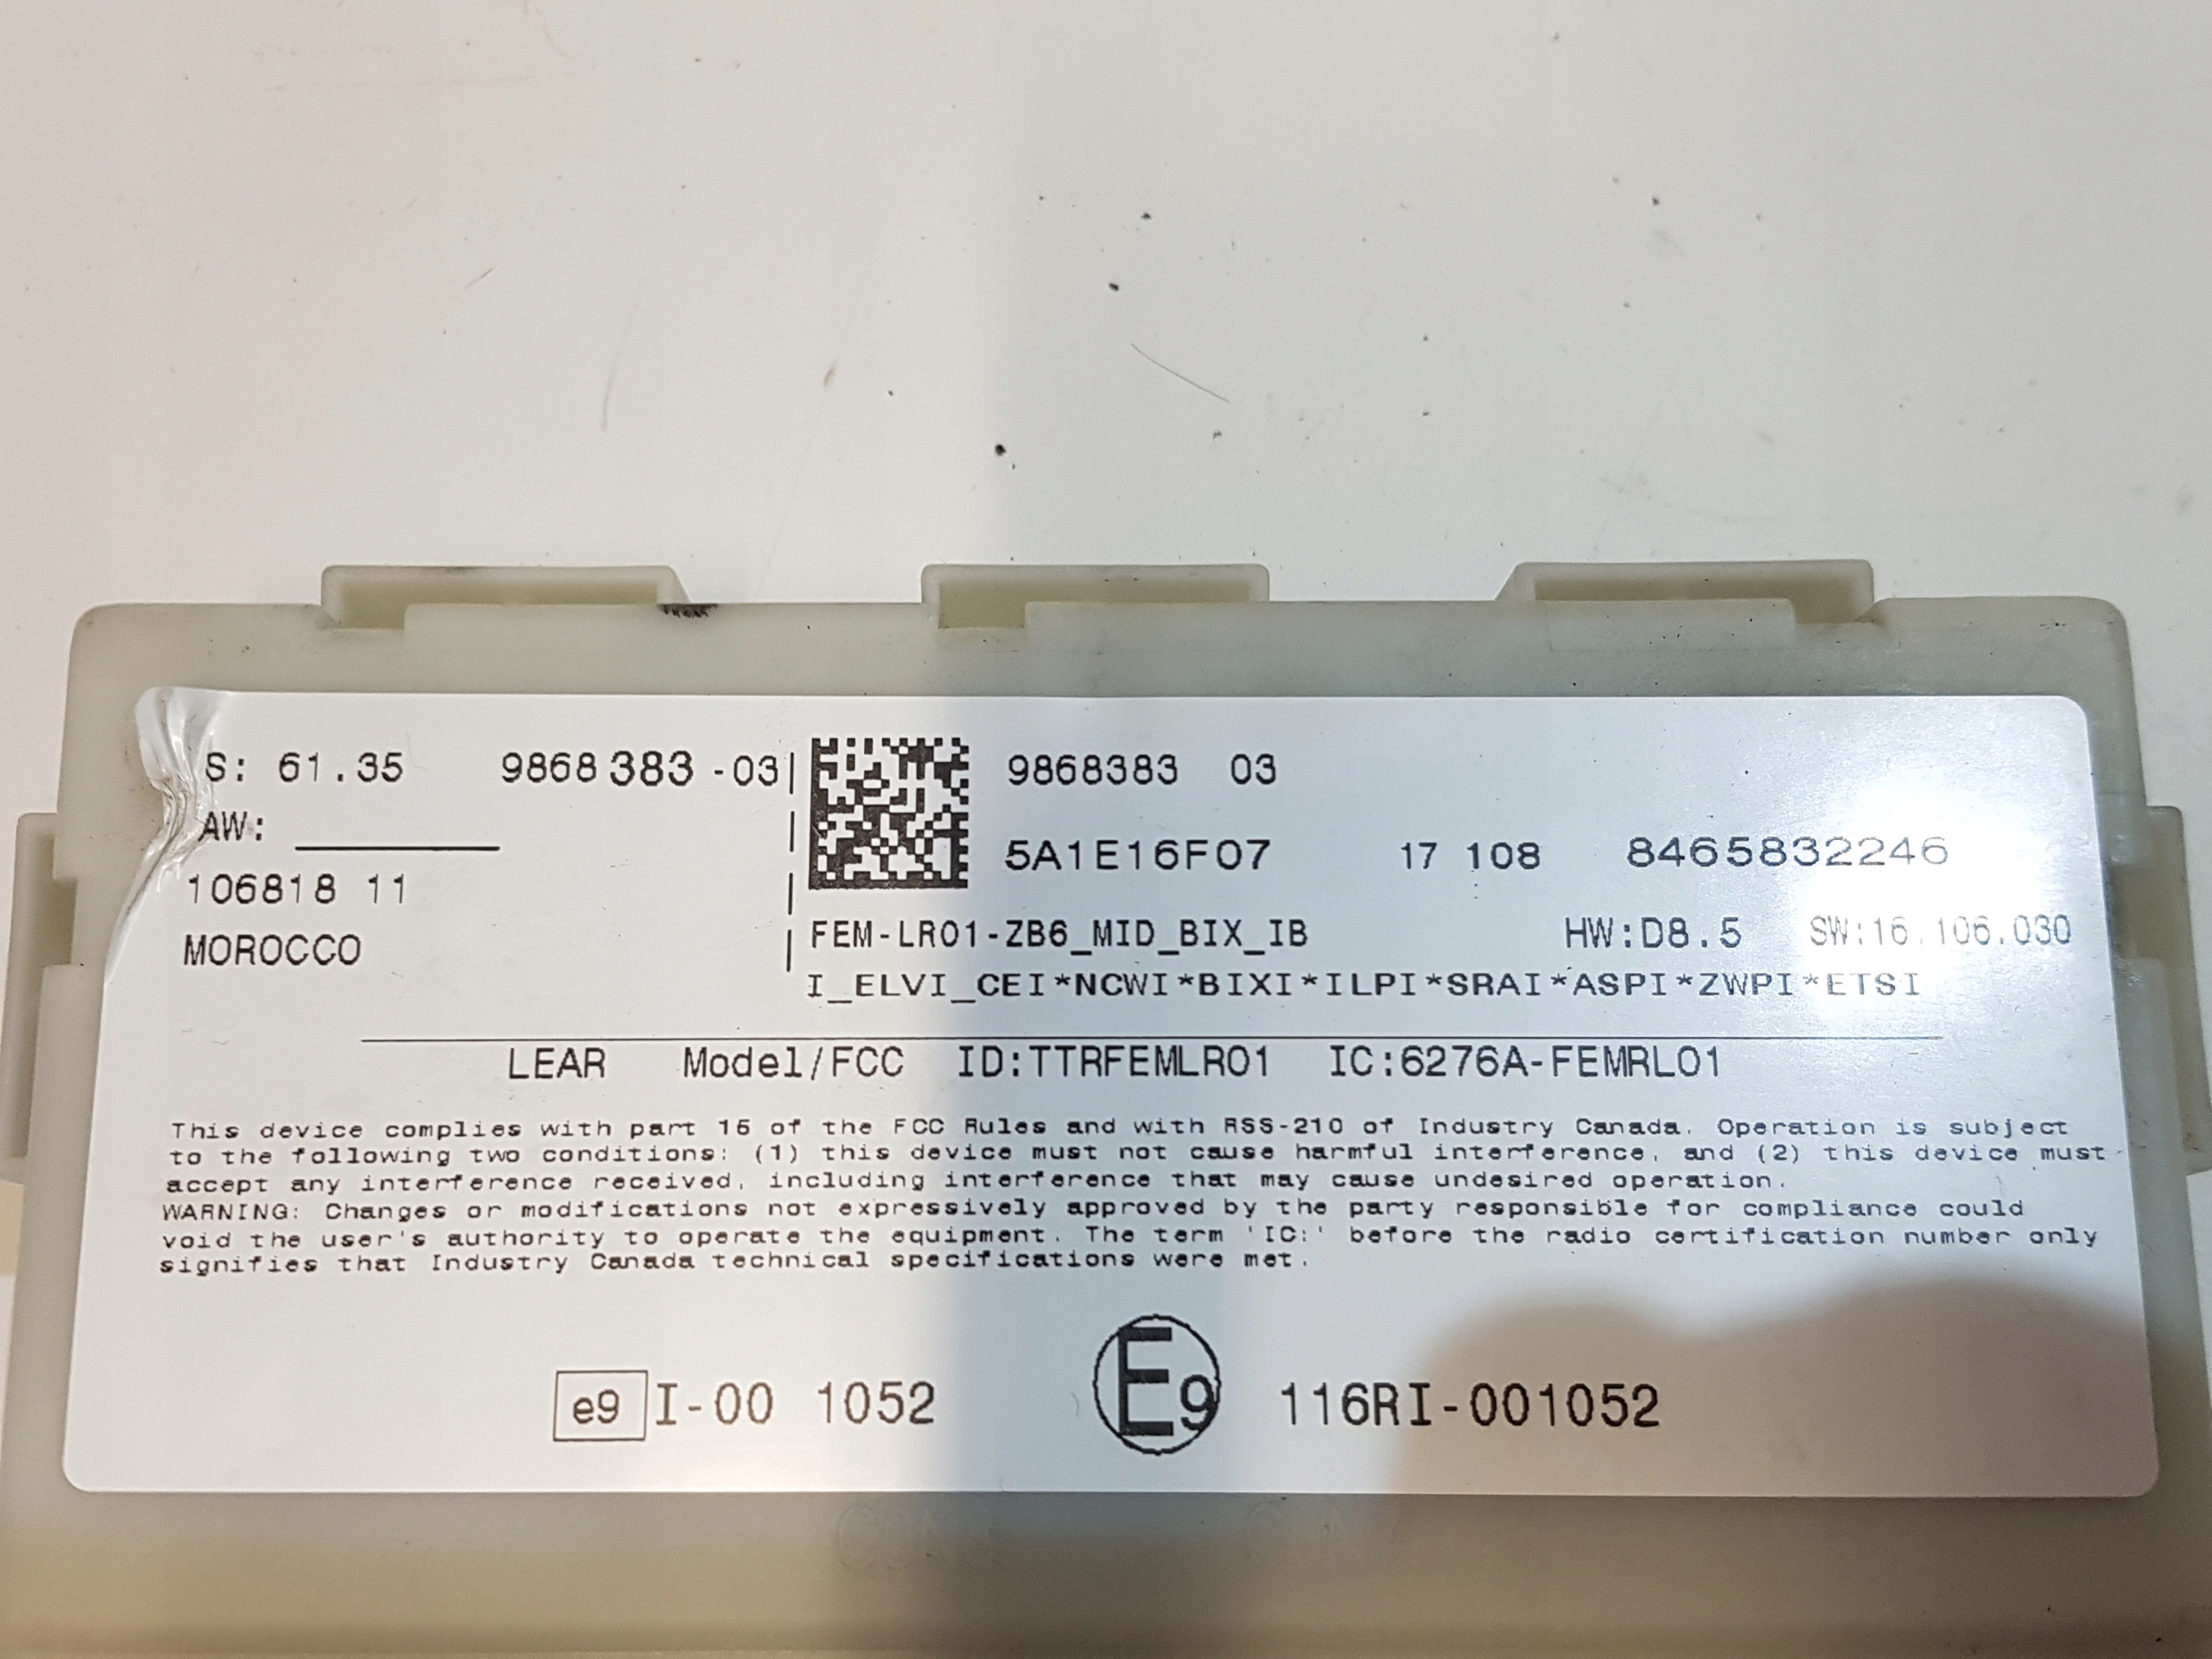 S: 61.35 9868383-03
9868383 03
AW:
5A1E16F07 17 108 8465832246
106818 11
FEM-LR01-ZB6_MID_BIX_IB HW:D8.5 SW:16.106.030
MOROCCO
I_ELVI_CEI*NCWI*BIXI*ILPI*SRAI*ASPI*ZWPI*ETSI
LEAR Model/FCC ID:TTRFEMLR01 IC:6276A-FEMRL01
This device complies with part 15 of the FCC Rules and with RSS-210 of Industry Canada. Operation is subject
to the following two conditions: (1) this device must not cause harmful interference, and (2) this device must
accept any interference received, including interference that may cause undesired operation.
WARNING: Changes or modifications not expressively approved by the party responsible for compliance could
void the user's authority to operate the equipment. The term 'IC:' before the radio certification number only
signifies that Industry Canada technical specifications were met.
e9 I-00 1052 E9 116RI-001052